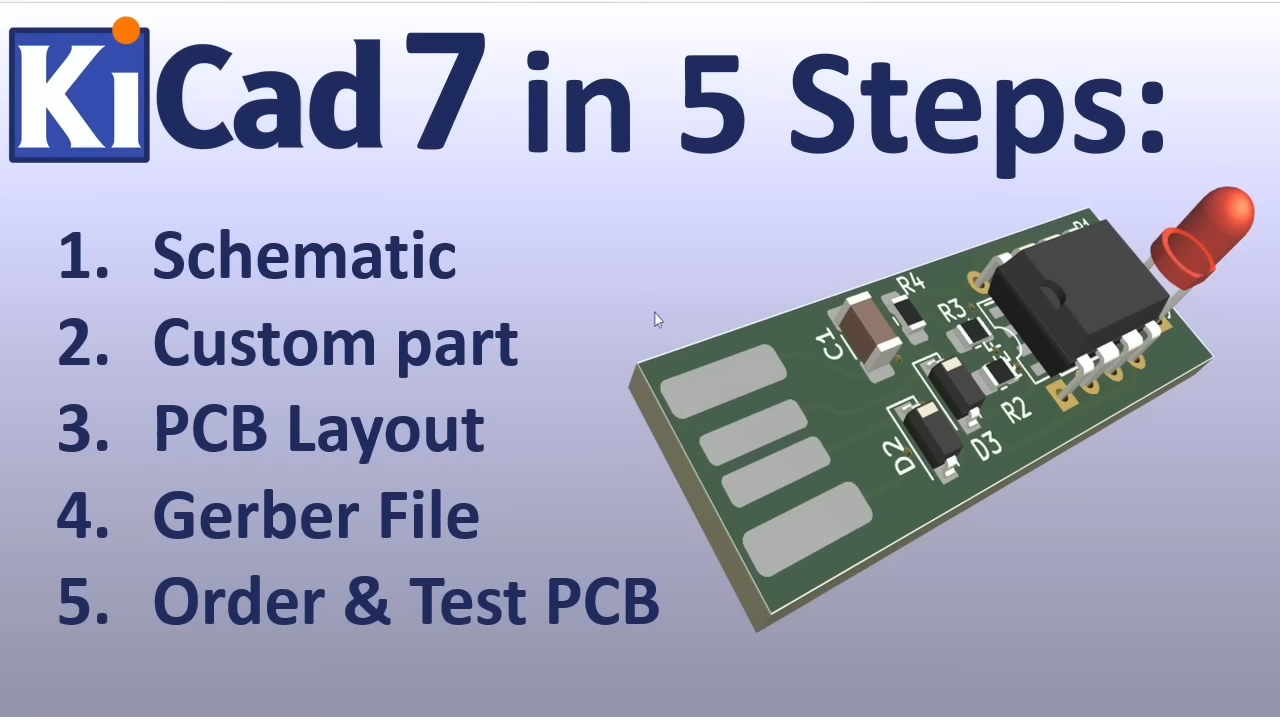 KiCad 7 in 5 Steps:
1. Schematic
2. Custom part
3. PCB Layout
4. Gerber File
5. Order & Test PCB
C1
R4
R3
R2
D2
D3